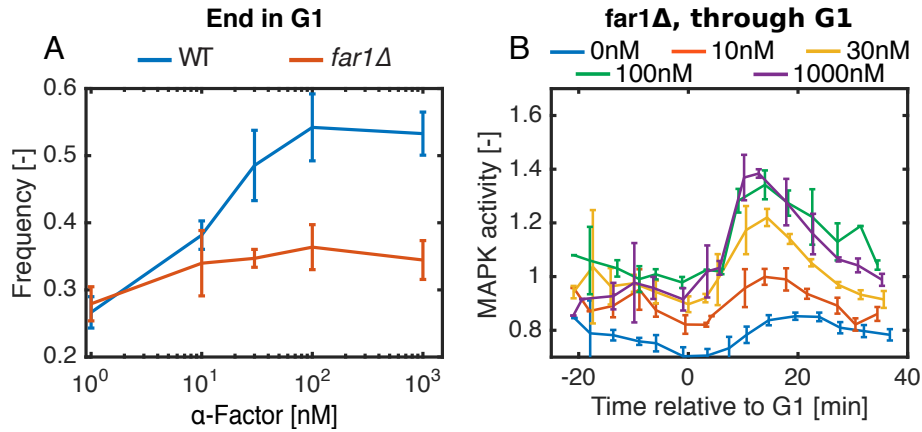 End in G1
A
WT
far1Δ
0.6
0.5
0.4
0.3
0.2
Frequency [-]
10^0
10^1
10^2
10^3
α-Factor [nM]
far1Δ, through G1
B
0nM
10nM
30nM
100nM
1000nM
1.6
1.4
1.2
1
0.8
MAPK activity [-]
-20
0
20
40
Time relative to G1 [min]